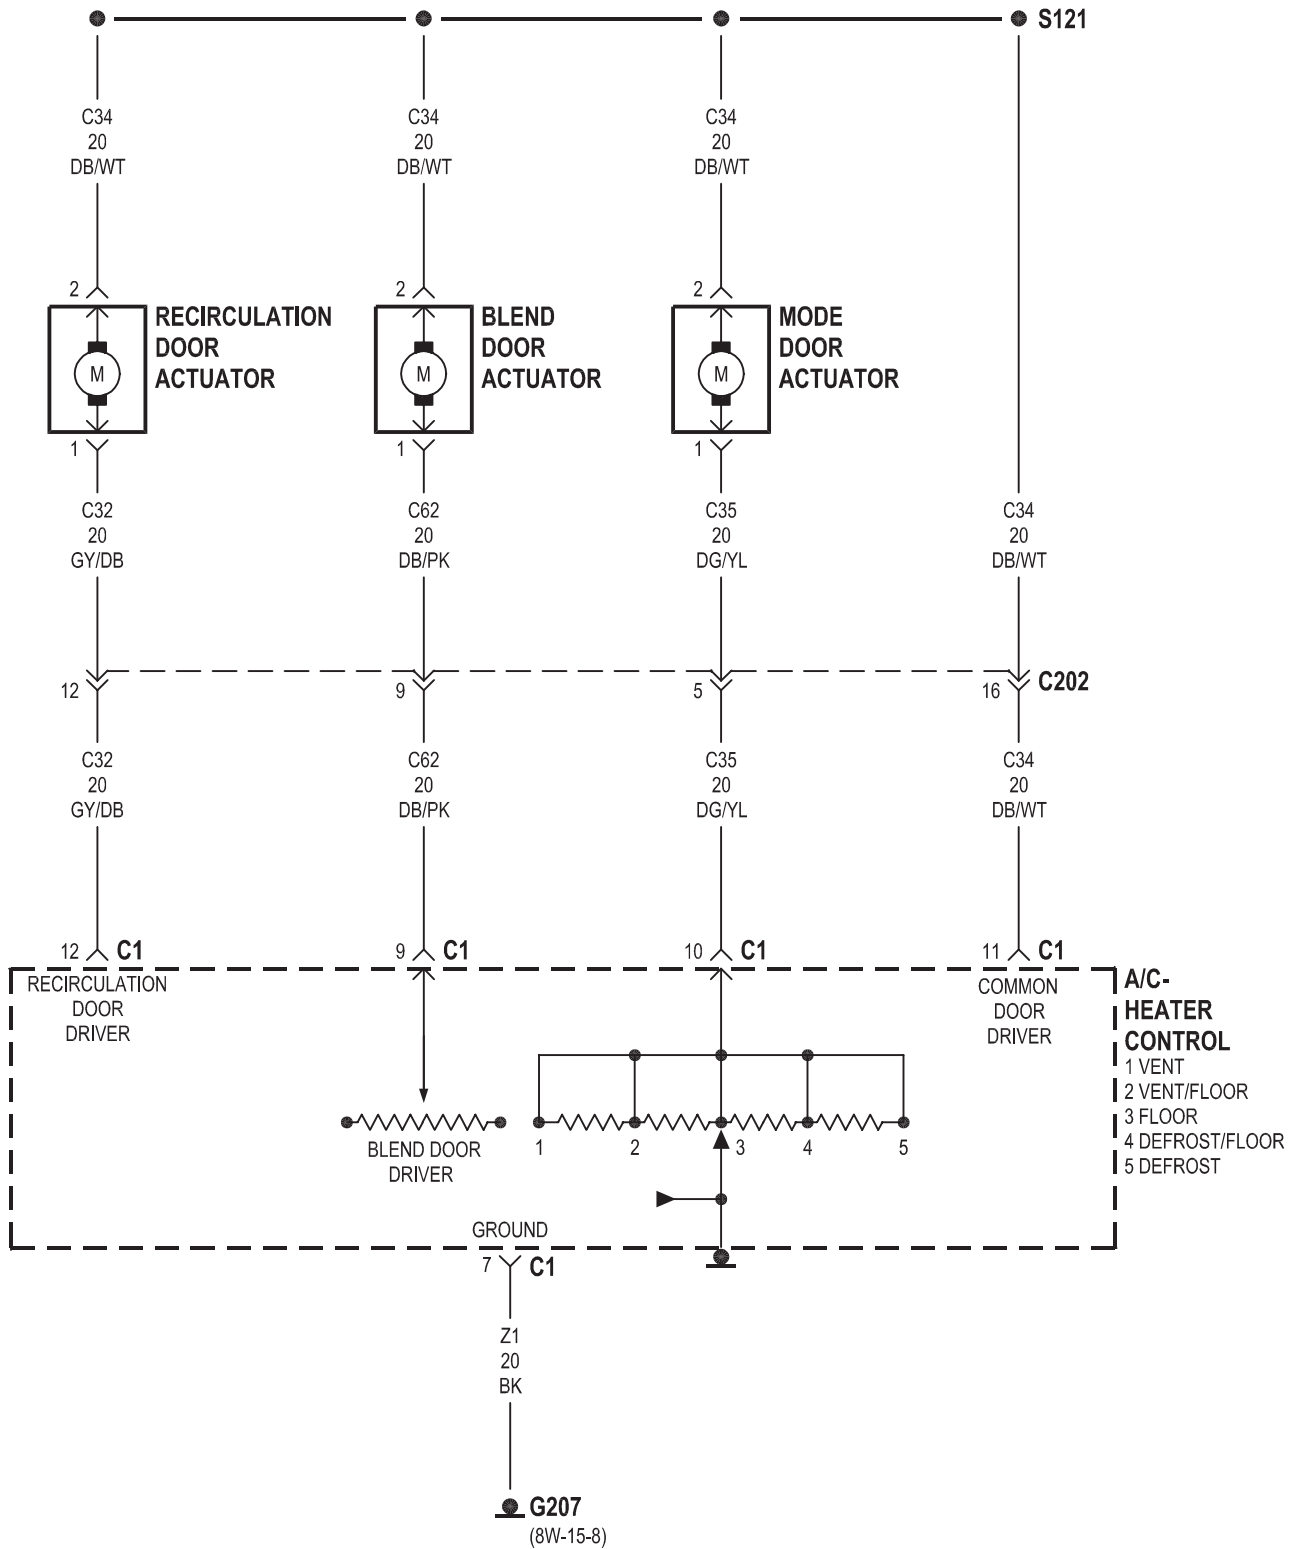 S121
C34
20
DB/WT
C34
20
DB/WT
C34
20
DB/WT
2
2
2
RECIRCULATION
DOOR
ACTUATOR
M
BLEND
DOOR
ACTUATOR
M
MODE
DOOR
ACTUATOR
M
1
1
1
C32
20
GY/DB
C62
20
DB/PK
C35
20
DG/YL
C34
20
DB/WT
12
9
5
16
C202
C32
20
GY/DB
C62
20
DB/PK
C35
20
DG/YL
C34
20
DB/WT
12 C1
9 C1
10 C1
11 C1
RECIRCULATION
DOOR
DRIVER
COMMON
DOOR
DRIVER
A/C-
HEATER
CONTROL
1 VENT
2 VENT/FLOOR
3 FLOOR
4 DEFROST/FLOOR
5 DEFROST
BLEND DOOR
DRIVER
1
2
3
4
5
GROUND
7 C1
Z1
20
BK
G207
(8W-15-8)